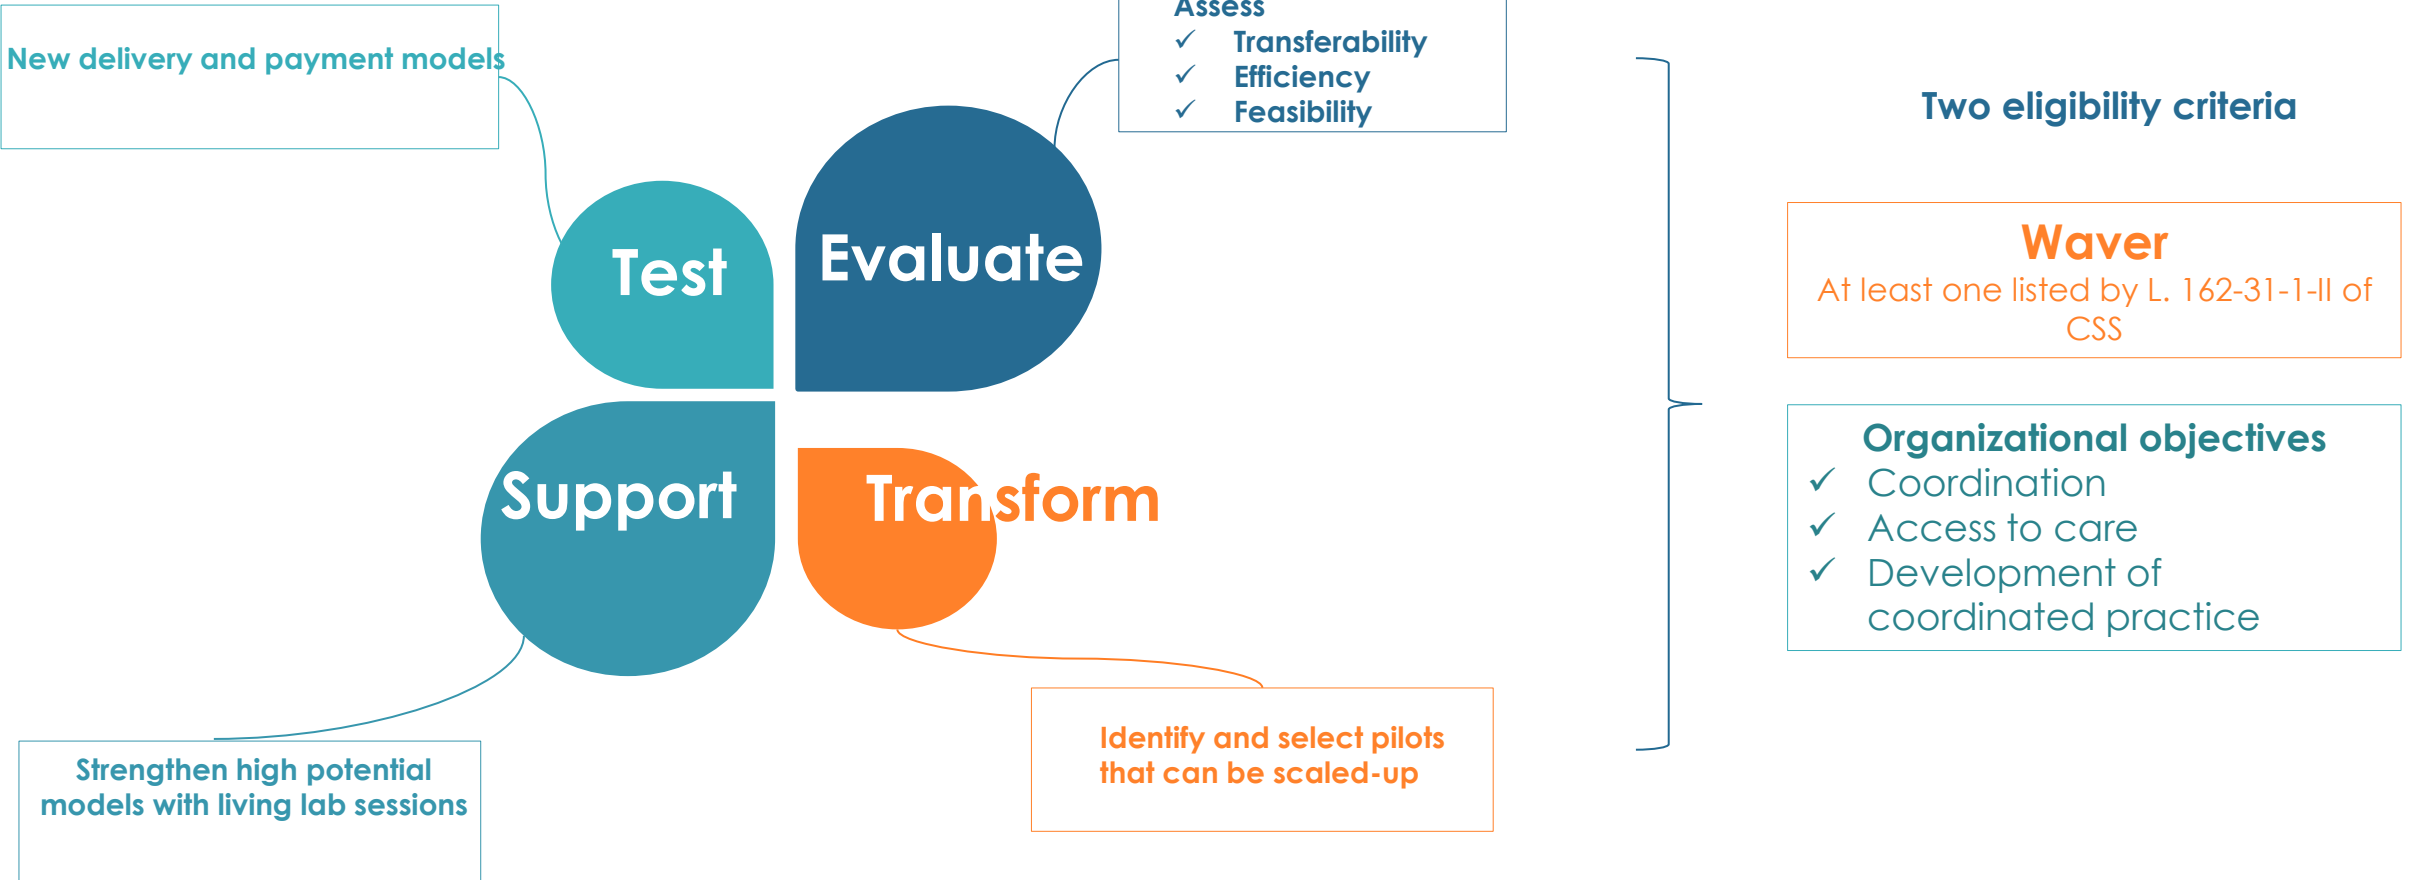 New delivery and payment models
Assess
✓ Transferability
✓ Efficiency
✓ Feasibility
Test
Evaluate
Support
Transform
Strengthen high potential
models with living lab sessions
Identify and select pilots
that can be scaled-up
Two eligibility criteria
Waver
At least one listed by L. 162-31-1-II of
CSS
Organizational objectives
✓ Coordination
✓ Access to care
✓ Development of
coordinated practice